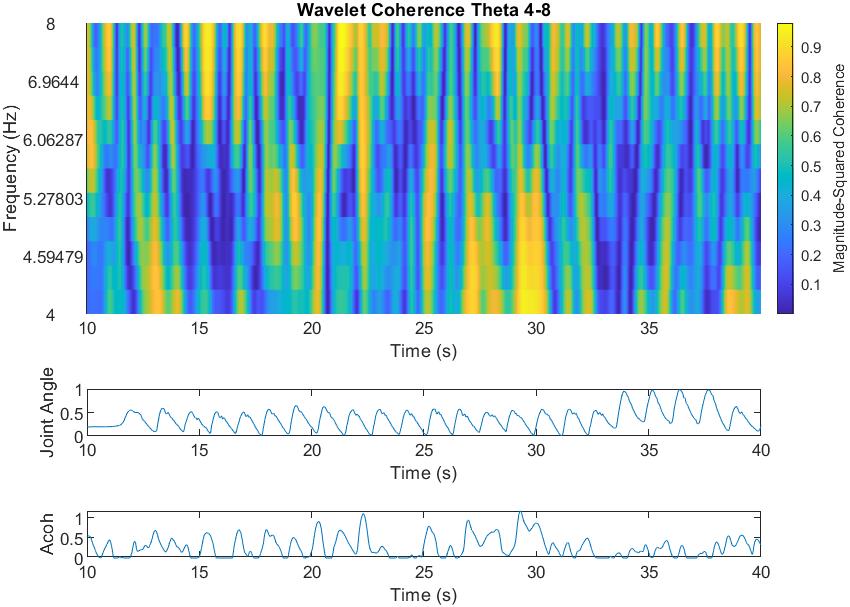 Wavelet Coherence Theta 4-8
8
6.9644
6.06287
5.27803
4.59479
4
Frequency (Hz)
10 15 20 25 30 35
Time (s)
0.9
0.8
0.7
0.6
0.5
0.4
0.3
0.2
0.1
Magnitude-Squared Coherence
Joint Angle
1
0.5
0
10 15 20 25 30 35 40
Time (s)
Acoh
1
0.5
0
10 15 20 25 30 35 40
Time (s)